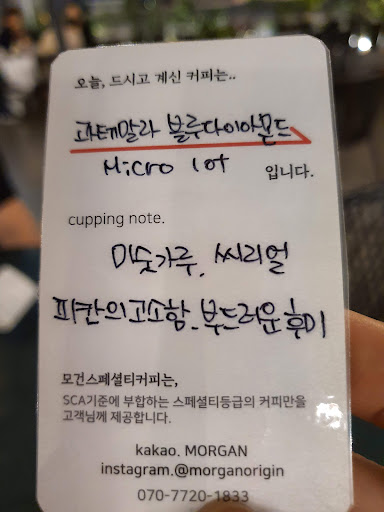 오늘, 드시고 계신 커피는..
과테말라 블루다이아몬드
Micro lot
입니다.
cupping note.
미숫가루, 씨리얼
피칸의고소함. 부드러운 후미
모건스페셜티커피는,
SCA기준에 부합하는 스페셜티등급의 커피만을
고객님께 제공합니다.
kakao. MORGAN
instagram.@morganorigin
070-7720-1833